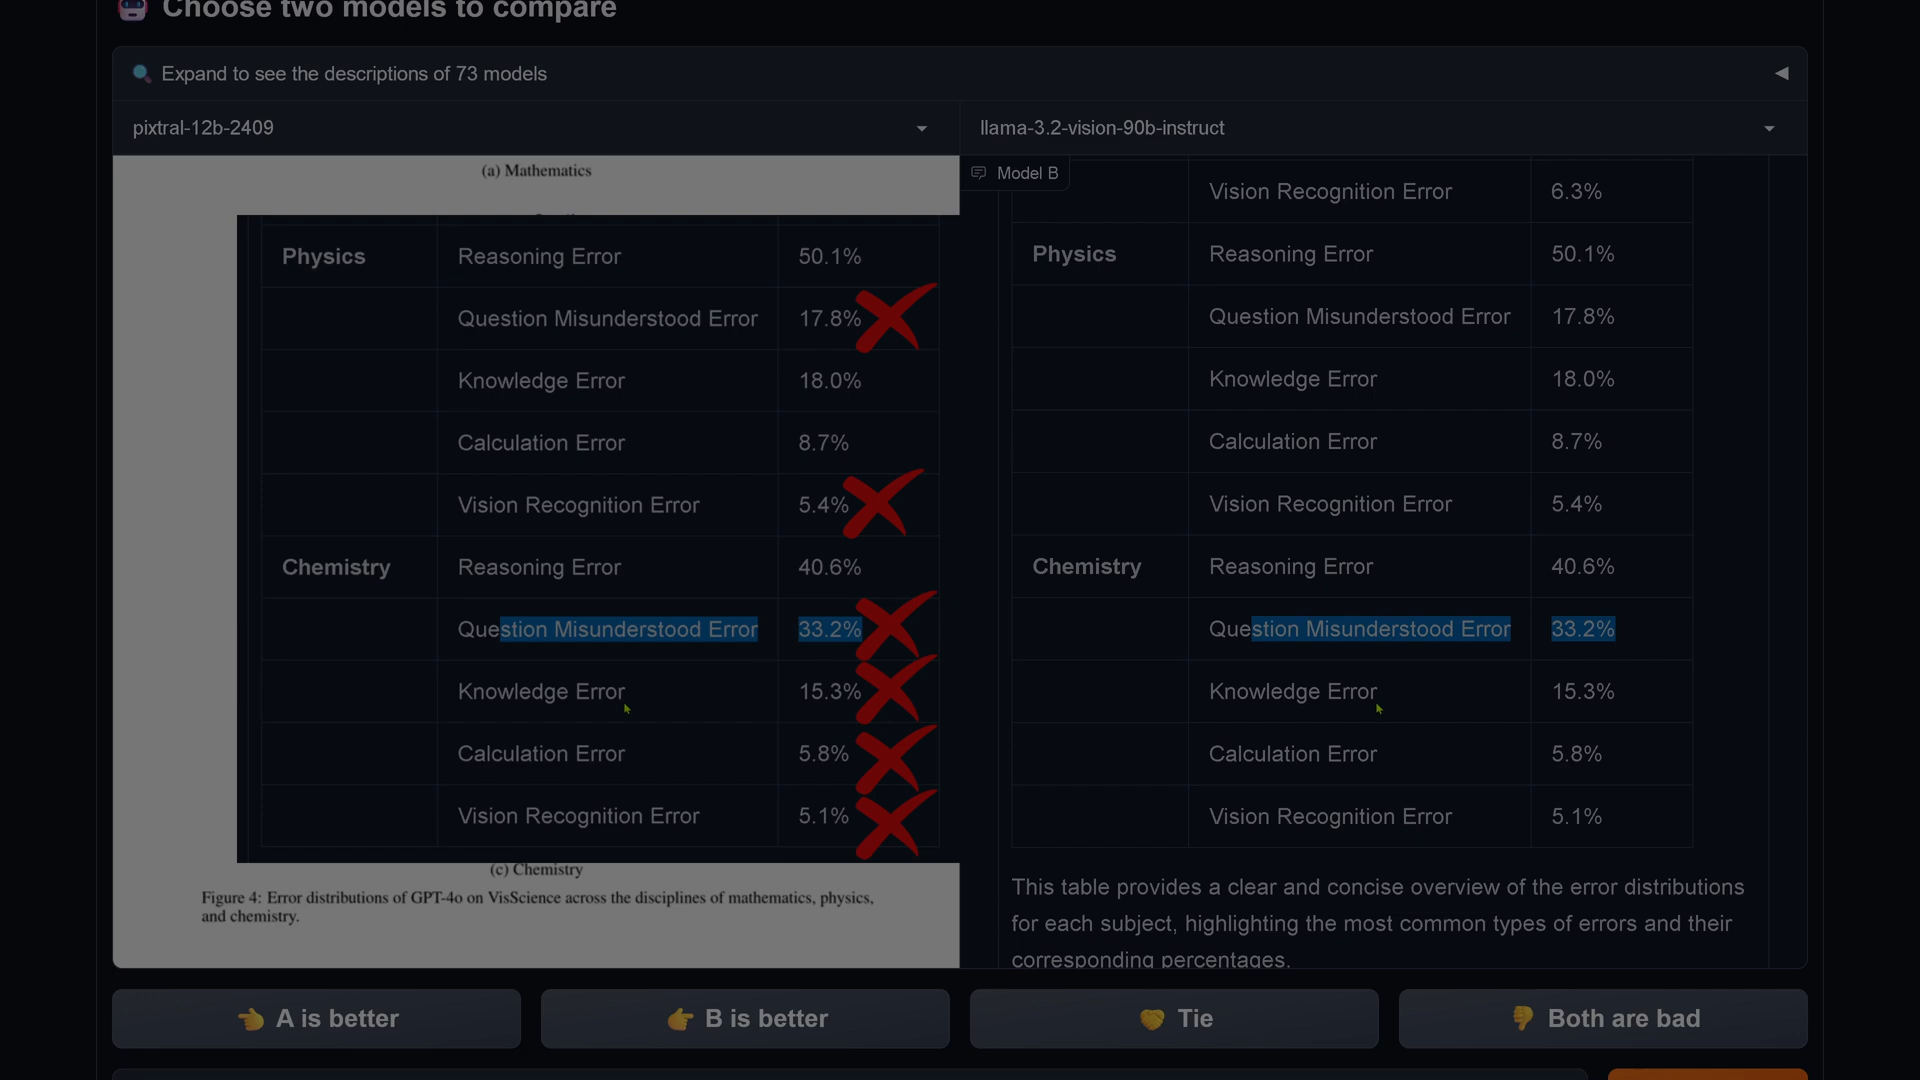 Choose two models to compare
Expand to see the descriptions of 73 models
pixtral-12b-2409
llama-3.2-vision-90b-instruct
(a) Mathematics
Physics Reasoning Error 50.1%
Question Misunderstood Error 17.8%
Knowledge Error 18.0%
Calculation Error 8.7%
Vision Recognition Error 5.4%
Chemistry Reasoning Error 40.6%
Question Misunderstood Error 33.2%
Knowledge Error 15.3%
Calculation Error 5.8%
Vision Recognition Error 5.1%
(c) Chemistry
Figure 4: Error distributions of GPT-4o on VisScience across the disciplines of mathematics, physics,
and chemistry.
Model B
Vision Recognition Error 6.3%
Physics Reasoning Error 50.1%
Question Misunderstood Error 17.8%
Knowledge Error 18.0%
Calculation Error 8.7%
Vision Recognition Error 5.4%
Chemistry Reasoning Error 40.6%
Question Misunderstood Error 33.2%
Knowledge Error 15.3%
Calculation Error 5.8%
Vision Recognition Error 5.1%
This table provides a clear and concise overview of the error distributions
for each subject, highlighting the most common types of errors and their
corresponding percentages.
A is better
B is better
Tie
Both are bad